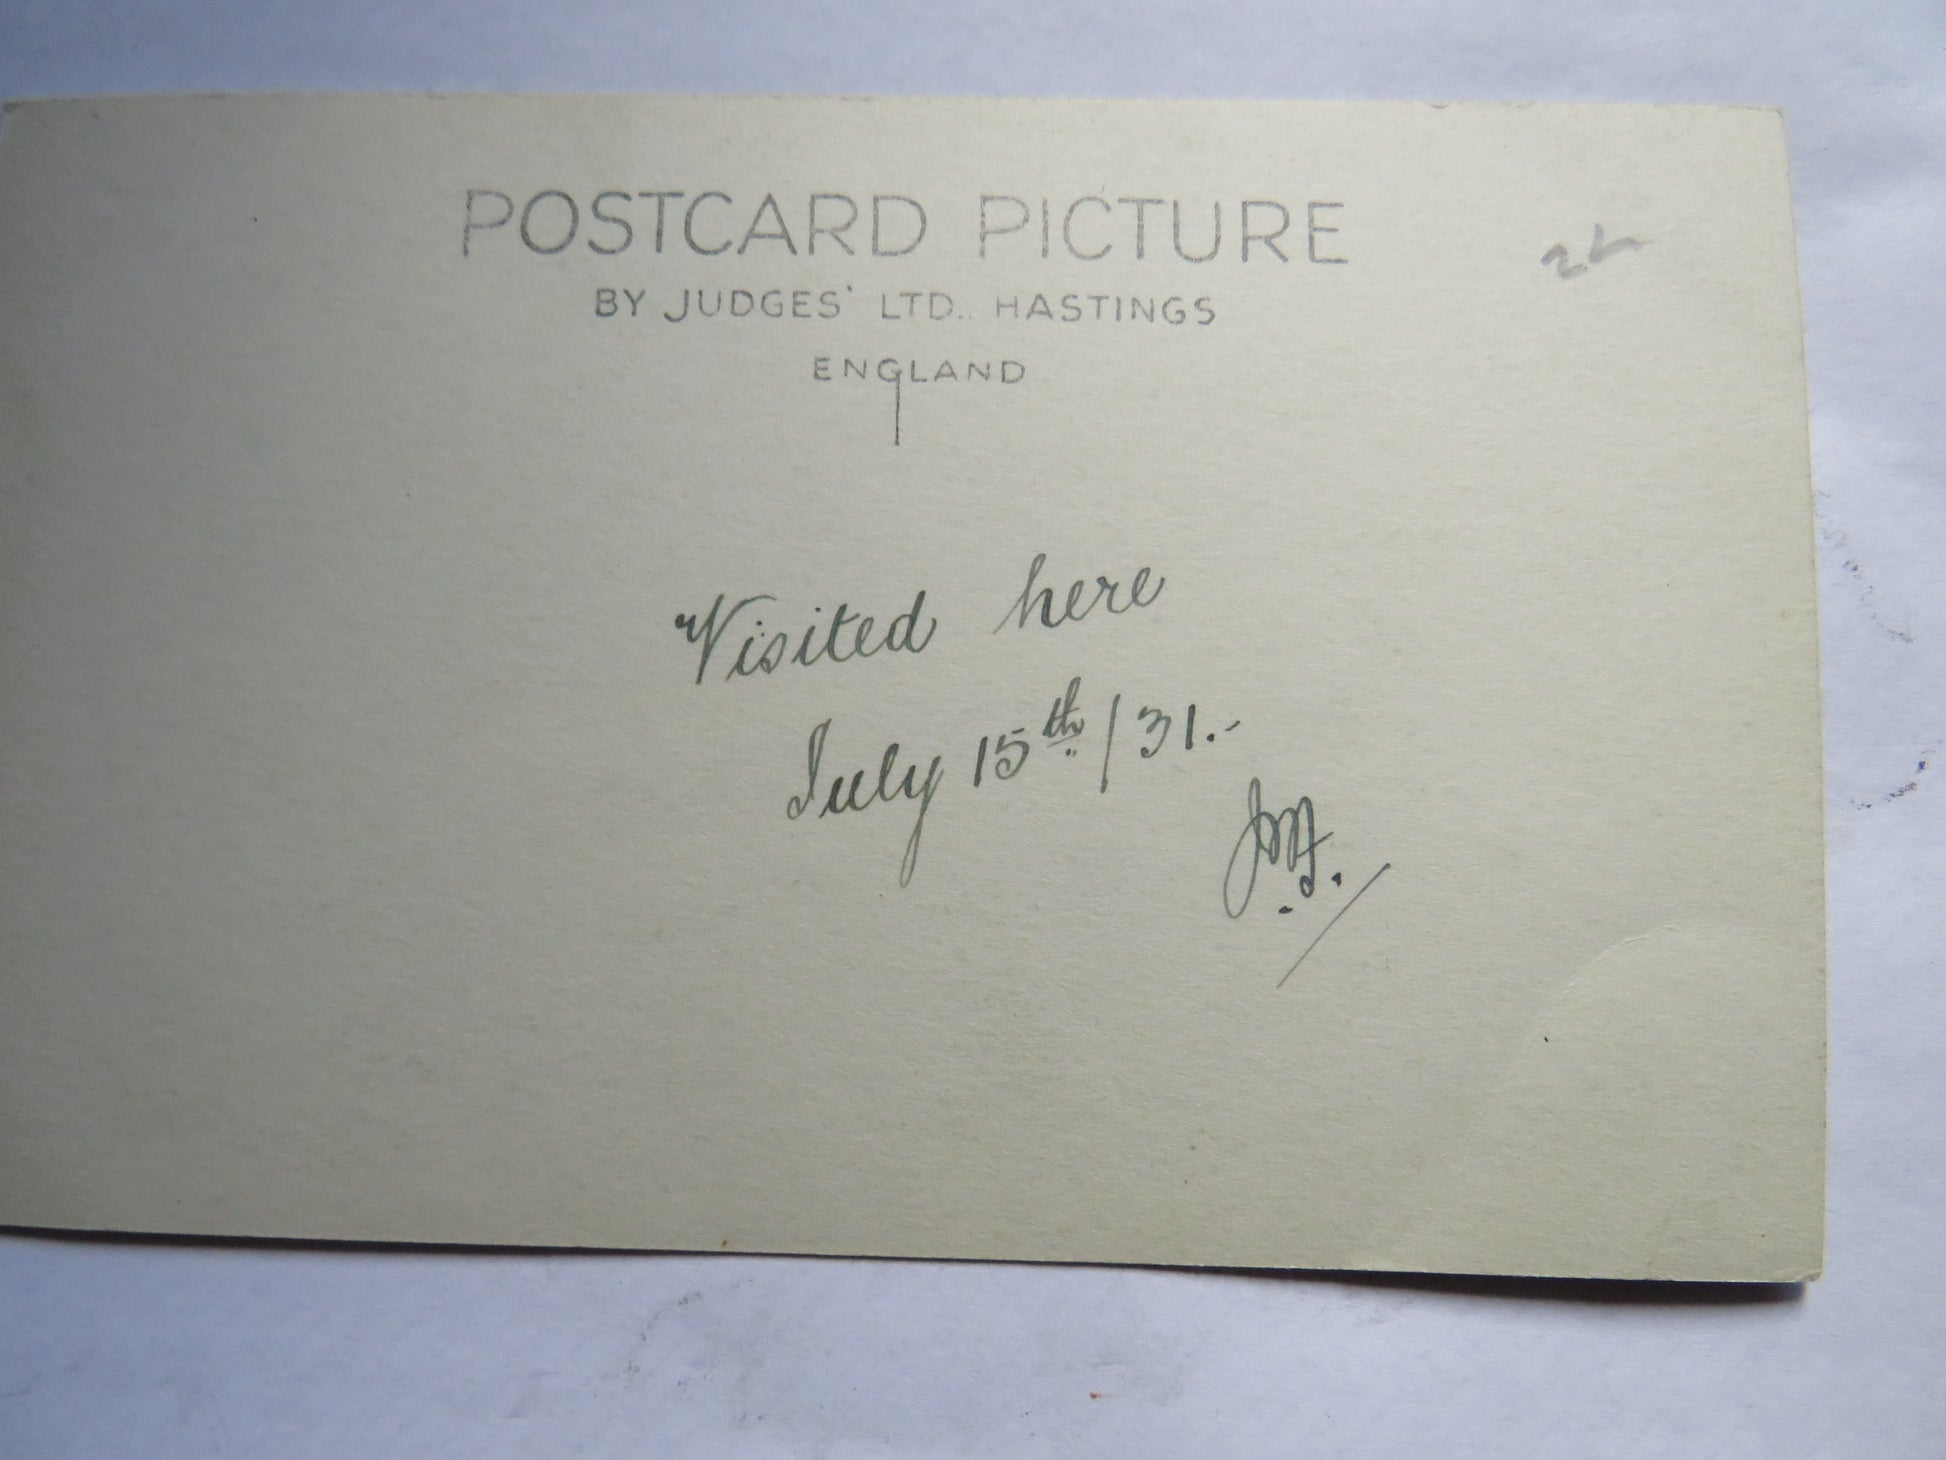 POSTCARD PICTURE
BY JUDGES' LTD. HASTINGS
ENGLAND
Visited here
July 15th/31.-